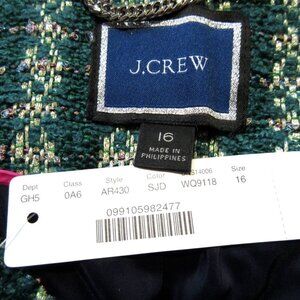 J.CREW
16
MADE IN
PHILIPPINES
Dept Class Style Color Size
GH5 0A6 AR430 SJD WQ9118 16
099105982477